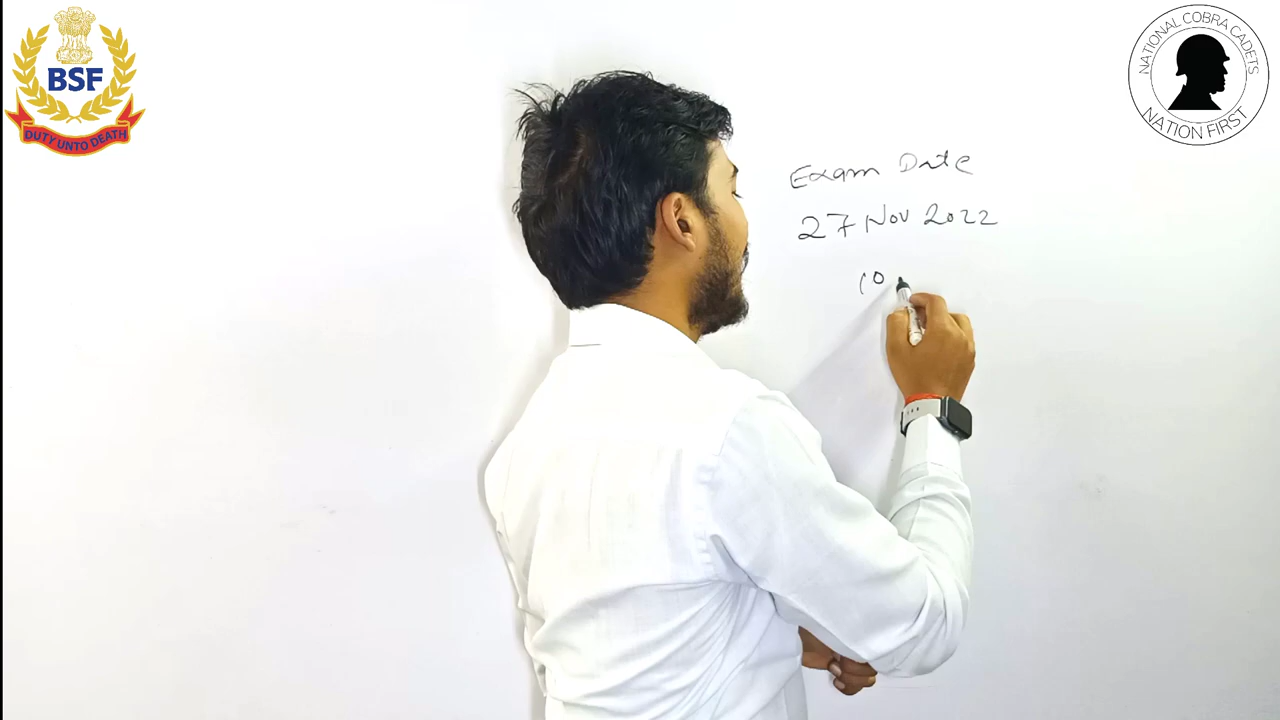 BSF
DUTY UNTO DEATH
NATIONAL COBRA CADETS
NATION FIRST
Exam Date
27 Nov 2022
10